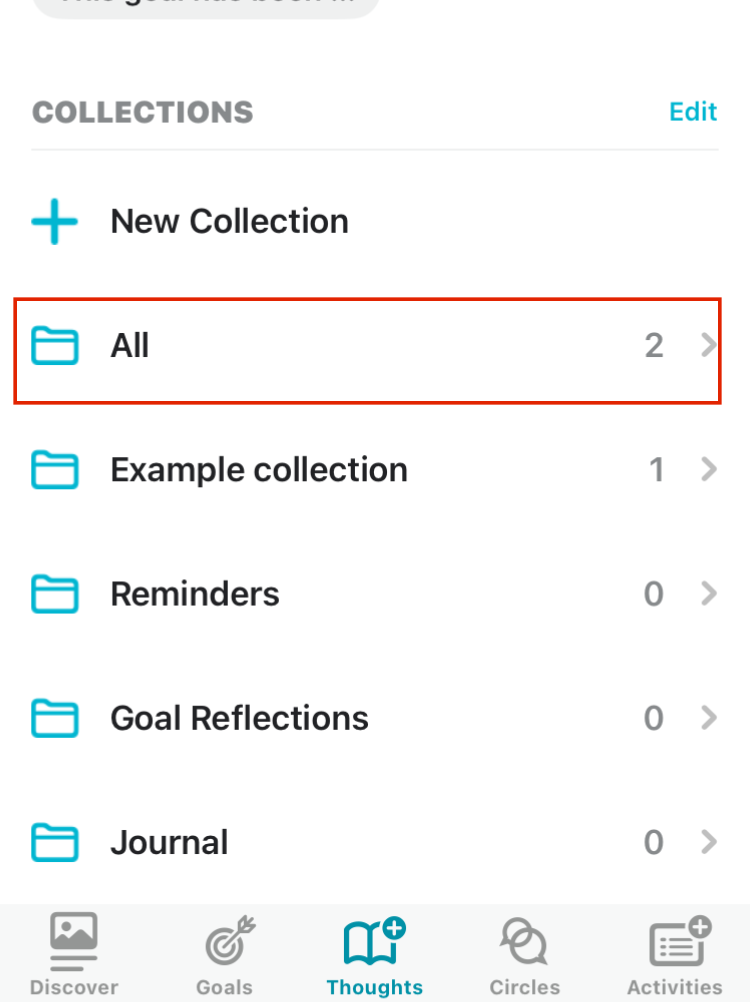 COLLECTIONS Edit
New Collection
All 2
Example collection 1
Reminders 0
Goal Reflections 0
Journal 0
Discover Goals Thoughts Circles Activities